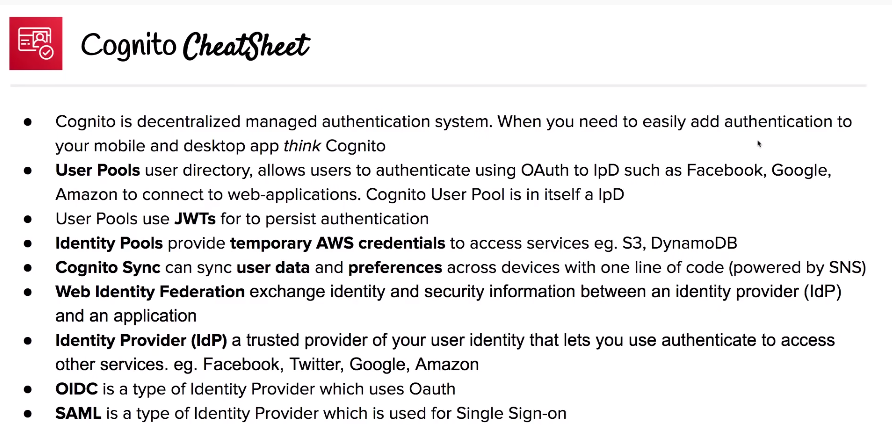 Cognito CheatSheet
● Cognito is decentralized managed authentication system. When you need to easily add authentication to
your mobile and desktop app think Cognito
● User Pools user directory, allows users to authenticate using OAuth to IpD such as Facebook, Google,
Amazon to connect to web-applications. Cognito User Pool is in itself a IpD
● User Pools use JWTs for to persist authentication
● Identity Pools provide temporary AWS credentials to access services eg. S3, DynamoDB
● Cognito Sync can sync user data and preferences across devices with one line of code (powered by SNS)
● Web Identity Federation exchange identity and security information between an identity provider (IdP)
and an application
● Identity Provider (IdP) a trusted provider of your user identity that lets you use authenticate to access
other services. eg. Facebook, Twitter, Google, Amazon
● OIDC is a type of Identity Provider which uses Oauth
● SAML is a type of Identity Provider which is used for Single Sign-on